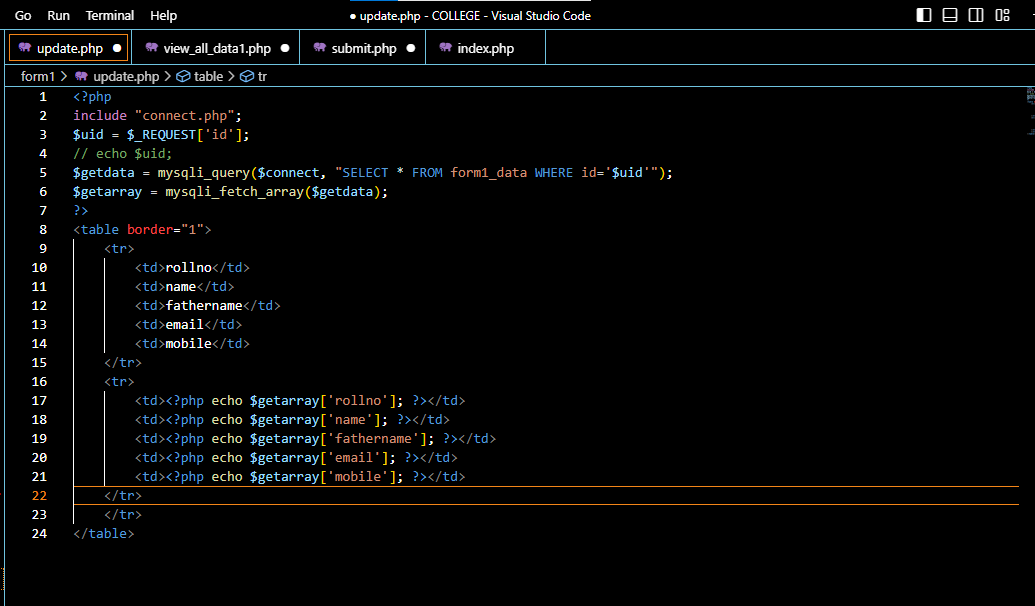 Go Run Terminal Help ● update.php - COLLEGE - Visual Studio Code
update.php ● view_all_data1.php ● submit.php ● index.php
form1 > update.php > table > tr
1 <?php
2 include "connect.php";
3 $uid = $_REQUEST['id'];
4 // echo $uid;
5 $getdata = mysqli_query($connect, "SELECT * FROM form1_data WHERE id='$uid'");
6 $getarray = mysqli_fetch_array($getdata);
7 ?>
8 <table border="1">
9     <tr>
10         <td>rollno</td>
11         <td>name</td>
12         <td>fathername</td>
13         <td>email</td>
14         <td>mobile</td>
15     </tr>
16     <tr>
17         <td><?php echo $getarray['rollno']; ?></td>
18         <td><?php echo $getarray['name']; ?></td>
19         <td><?php echo $getarray['fathername']; ?></td>
20         <td><?php echo $getarray['email']; ?></td>
21         <td><?php echo $getarray['mobile']; ?></td>
22     </tr>
23     </tr>
24 </table>